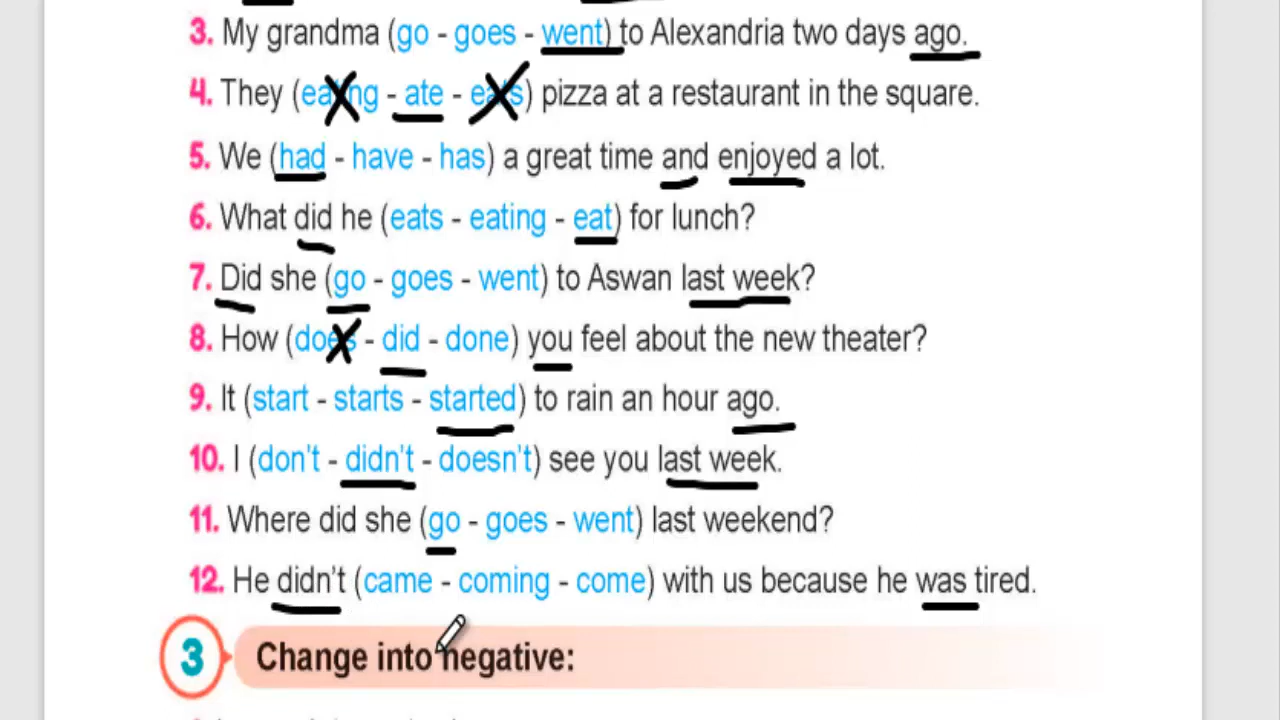 3. My grandma (go - goes - went) to Alexandria two days ago.
4. They (eating - ate - eats) pizza at a restaurant in the square.
5. We (had - have - has) a great time and enjoyed a lot.
6. What did he (eats - eating - eat) for lunch?
7. Did she (go - goes - went) to Aswan last week?
8. How (does - did - done) you feel about the new theater?
9. It (start - starts - started) to rain an hour ago.
10. I (don't - didn't - doesn't) see you last week.
11. Where did she (go - goes - went) last weekend?
12. He didn't (came - coming - come) with us because he was tired.
3 Change into negative: